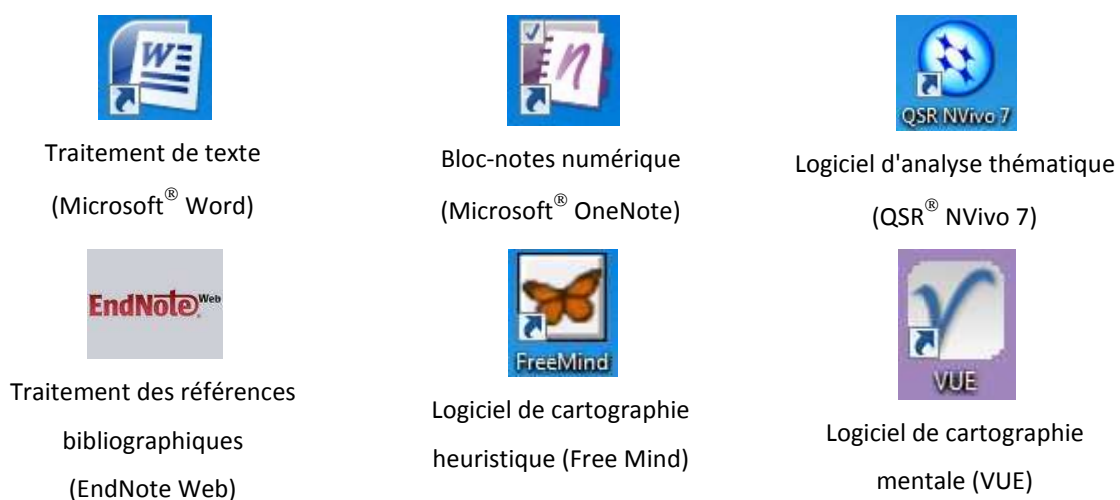 W
n
QSR NVivo 7
Traitement de texte
(Microsoft® Word)
Bloc-notes numérique
(Microsoft® OneNote)
Logiciel d'analyse thématique
(QSR® NVivo 7)
EndNote Web
FreeMind
VUE
Traitement des références
bibliographiques
(EndNote Web)
Logiciel de cartographie
heuristique (Free Mind)
Logiciel de cartographie
mentale (VUE)